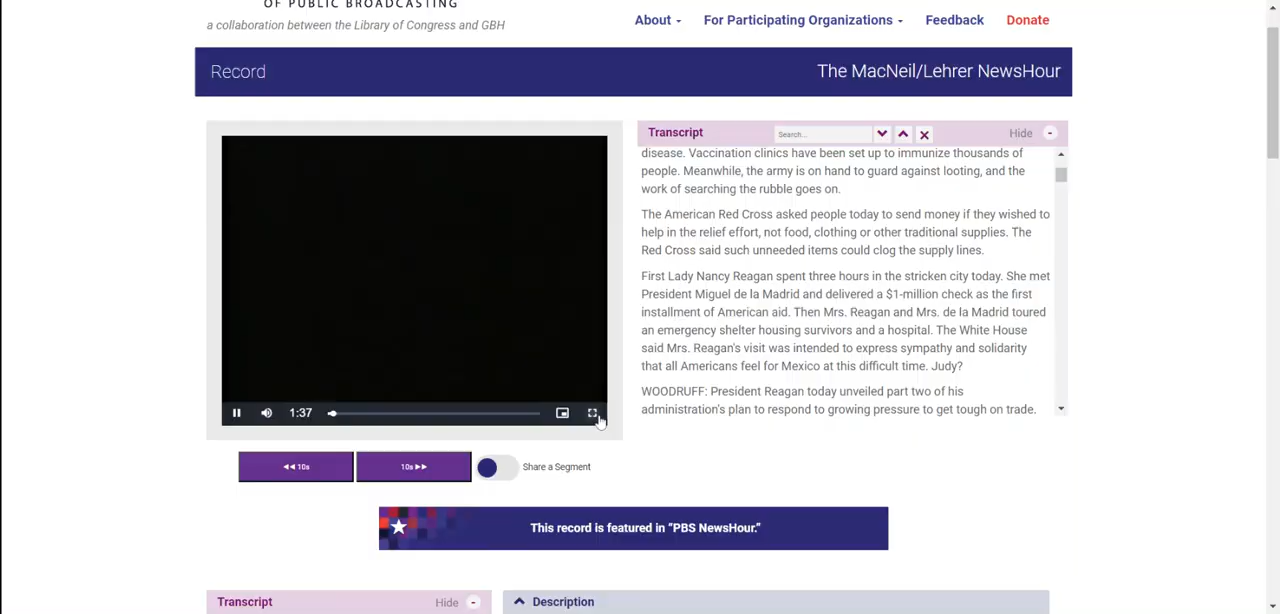 OF PUBLIC BROADCASTING
a collaboration between the Library of Congress and GBH
About
For Participating Organizations
Feedback
Donate
Record
The MacNeil/Lehrer NewsHour
Transcript
Search...
Hide -
disease. Vaccination clinics have been set up to immunize thousands of
people. Meanwhile, the army is on hand to guard against looting, and the
work of searching the rubble goes on.
The American Red Cross asked people today to send money if they wished to
help in the relief effort, not food, clothing or other traditional supplies. The
Red Cross said such unneeded items could clog the supply lines.
First Lady Nancy Reagan spent three hours in the stricken city today. She met
President Miguel de la Madrid and delivered a $1-million check as the first
installment of American aid. Then Mrs. Reagan and Mrs. de la Madrid toured
an emergency shelter housing survivors and a hospital. The White House
said Mrs. Reagan's visit was intended to express sympathy and solidarity
that all Americans feel for Mexico at this difficult time. Judy?
WOODRUFF: President Reagan today unveiled part two of his
administration's plan to respond to growing pressure to get tough on trade.
1:37
10s
10s
Share a Segment
This record is featured in “PBS NewsHour.”
Transcript
Hide -
Description